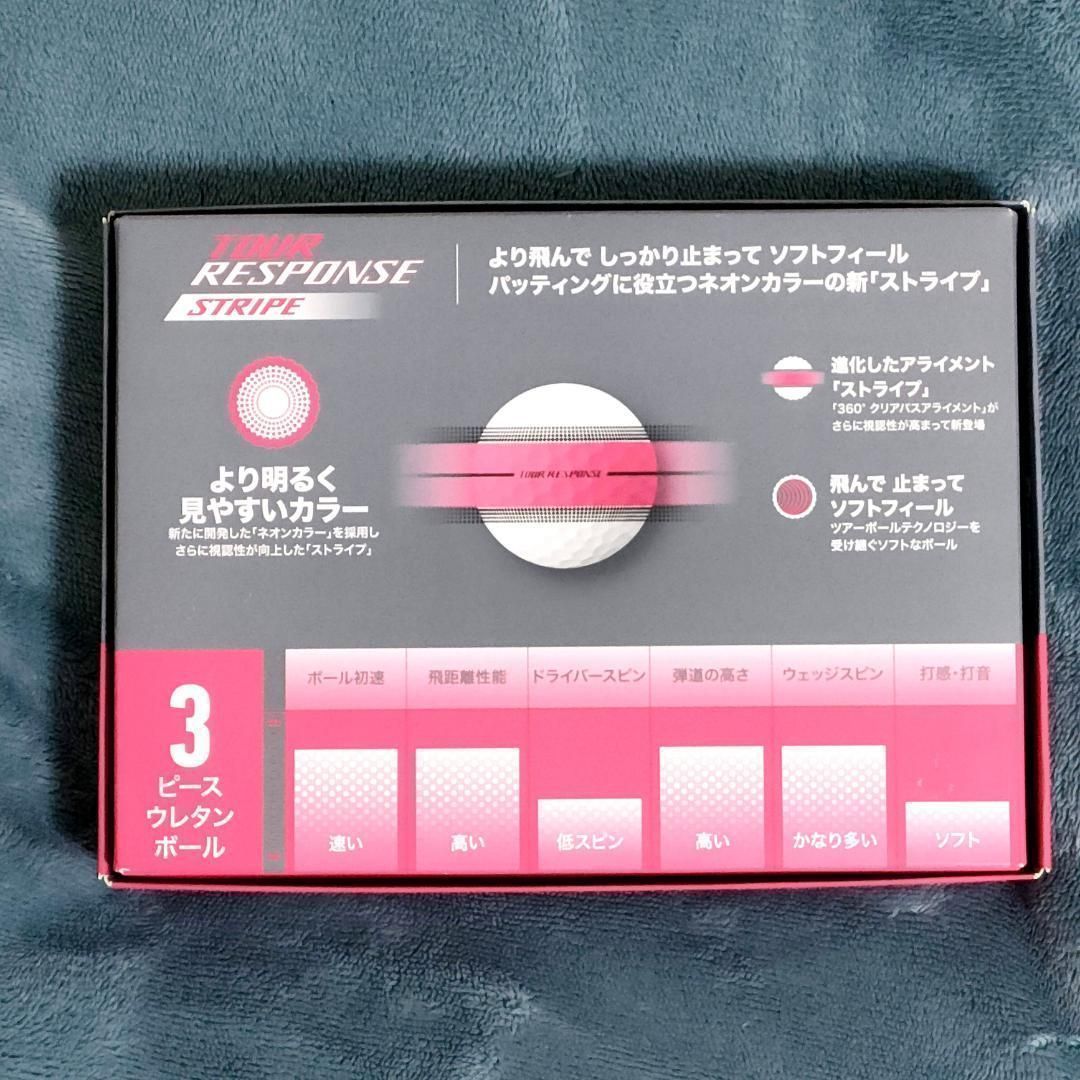 TOUR
RESPONSE
STRIPE
より飛んで しっかり止まって ソフトフィール
パッティングに役立つネオンカラーの新「ストライプ」
より明るく
見やすいカラー
新たに開発した「ネオンカラー」を採用し
さらに視認性が向上した「ストライプ」
TOUR RESPONSE
進化したアライメント
「ストライプ」
「360°クリアパスアライメント」が
さらに視認性が高まって新登場
飛んで 止まって
ソフトフィール
ツアーボールテクノロジーを
受け継ぐソフトなボール
3
ピース
ウレタン
ボール
ボール初速
飛距離性能
ドライバースピン
弾道の高さ
ウェッジスピン
打感・打音
速い
高い
低スピン
高い
かなり多い
ソフト